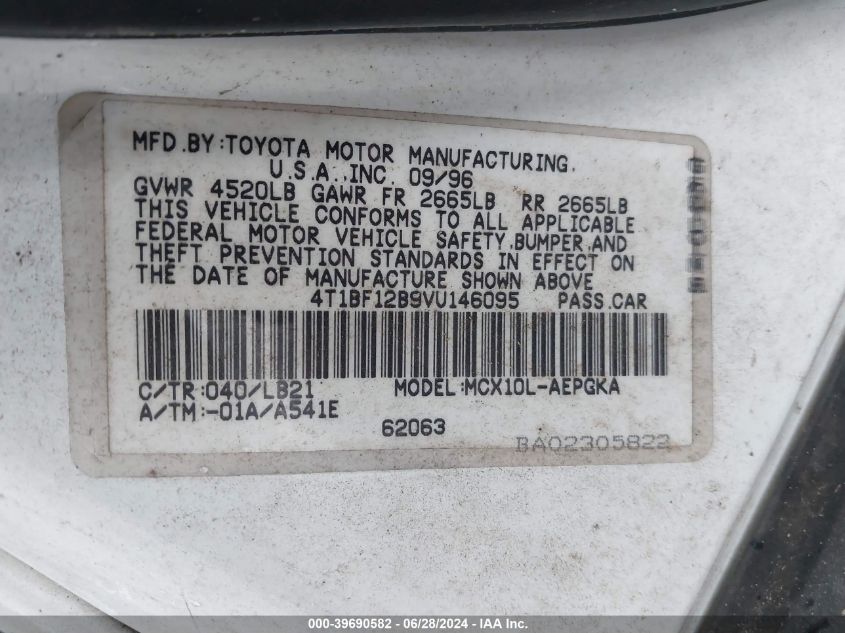 MFD.BY:TOYOTA MOTOR MANUFACTURING.
U.S.A.,INC. 09/96
GVWR 4520LB GAWR FR 2665LB RR 2665LB
THIS VEHICLE CONFORMS TO ALL APPLICABLE
FEDERAL MOTOR VEHICLE SAFETY,BUMPER,AND
THEFT PREVENTION STANDARDS IN EFFECT ON
THE DATE OF MANUFACTURE SHOWN ABOVE
4T1BF12B9VU146095 PASS.CAR
C/TR:040/LB21 MODEL:MCX10L-AEPGKA
A/TM:-01A/A541E
62063
BA02305822
000-39690582 / 06/28/2024 / IAA Inc.